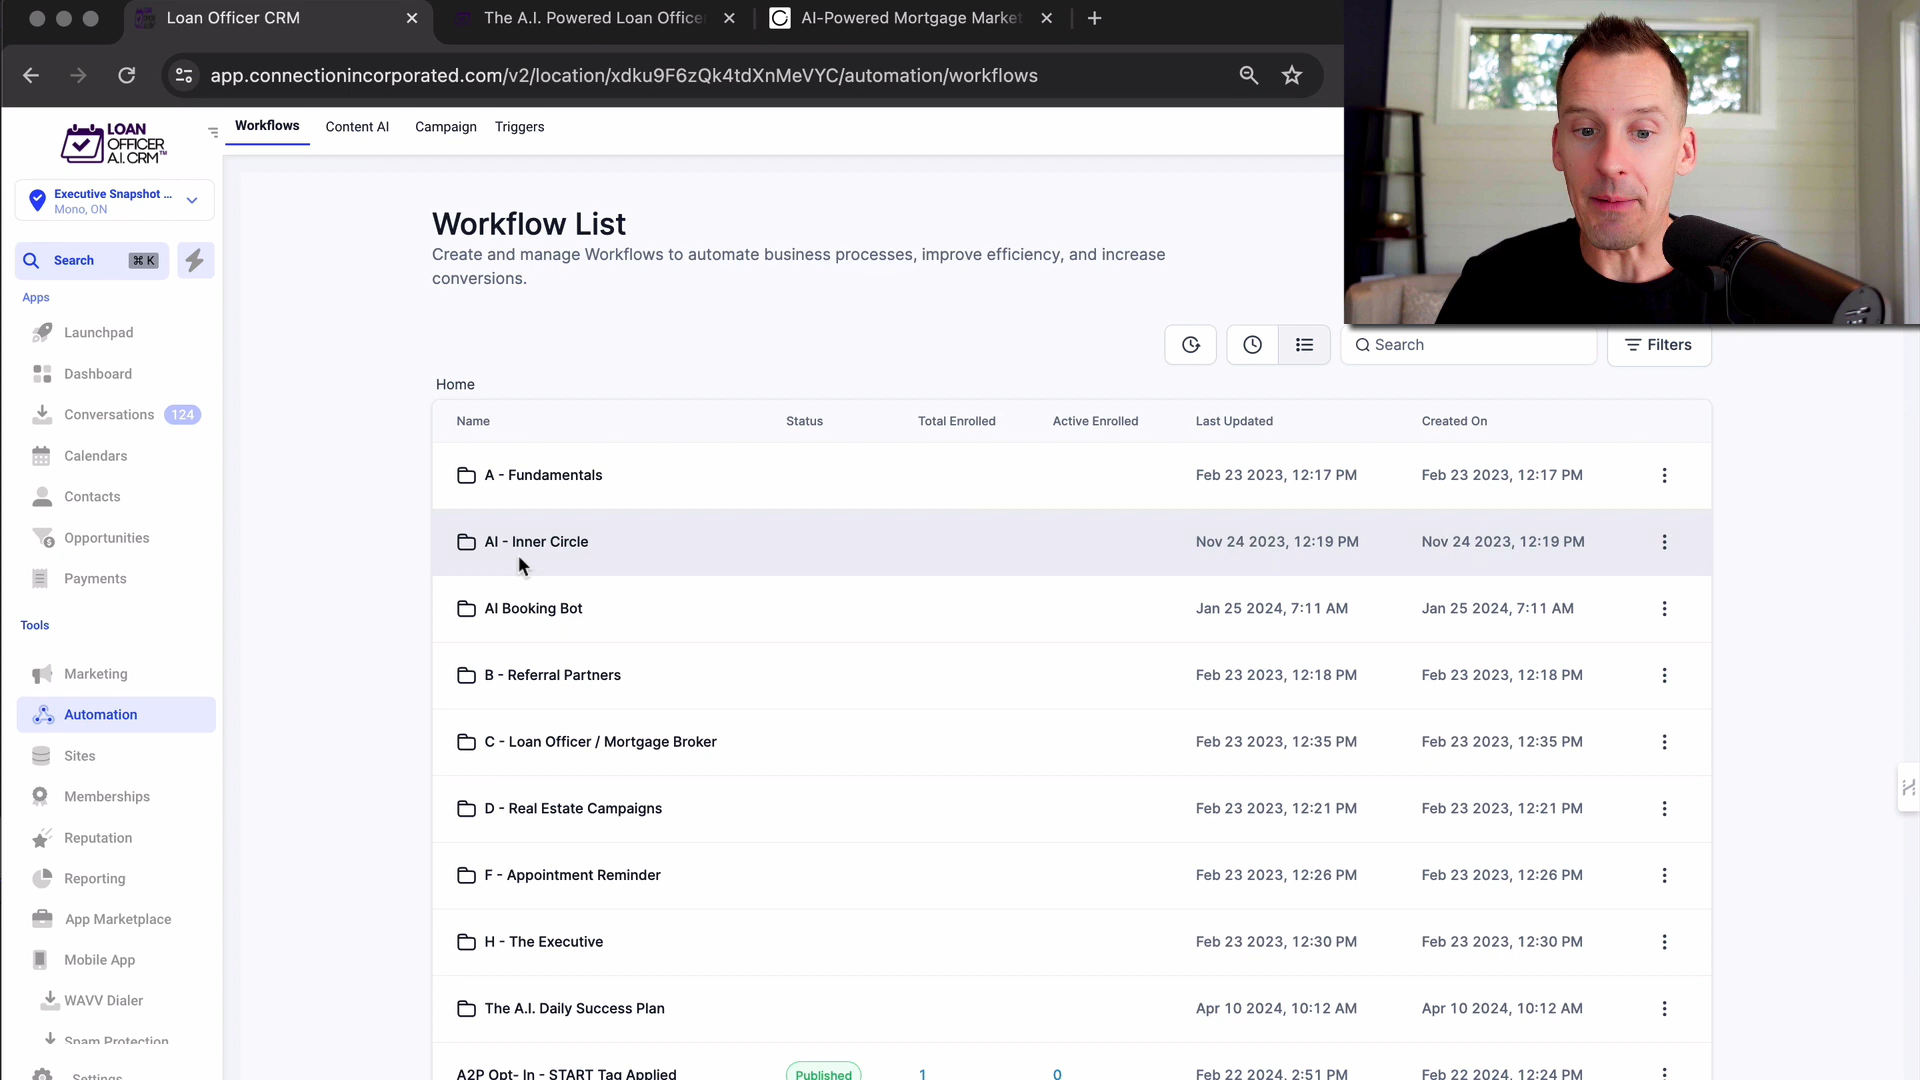 Loan Officer CRM
The A.I. Powered Loan Office
AI-Powered Mortgage Market
app.connectionincorporated.com/v2/location/xdku9F6zQk4tdXnMeVYC/automation/workflows
LOAN
OFFICER
A.I. CRM™
Workflows
Content AI
Campaign
Triggers
Executive Snapshot ...
Mono, ON
Search
⌘ K
Apps
Launchpad
Dashboard
Conversations 124
Calendars
Contacts
Opportunities
Payments
Tools
Marketing
Automation
Sites
Memberships
Reputation
Reporting
App Marketplace
Mobile App
WAVV Dialer
Spam Protection
Settings
Workflow List
Create and manage Workflows to automate business processes, improve efficiency, and increase
conversions.
Search
Filters
Home
Name Status Total Enrolled Active Enrolled Last Updated Created On
A - Fundamentals Feb 23 2023, 12:17 PM Feb 23 2023, 12:17 PM
AI - Inner Circle Nov 24 2023, 12:19 PM Nov 24 2023, 12:19 PM
AI Booking Bot Jan 25 2024, 7:11 AM Jan 25 2024, 7:11 AM
B - Referral Partners Feb 23 2023, 12:18 PM Feb 23 2023, 12:18 PM
C - Loan Officer / Mortgage Broker Feb 23 2023, 12:35 PM Feb 23 2023, 12:35 PM
D - Real Estate Campaigns Feb 23 2023, 12:21 PM Feb 23 2023, 12:21 PM
F - Appointment Reminder Feb 23 2023, 12:26 PM Feb 23 2023, 12:26 PM
H - The Executive Feb 23 2023, 12:30 PM Feb 23 2023, 12:30 PM
The A.I. Daily Success Plan Apr 10 2024, 10:12 AM Apr 10 2024, 10:12 AM
A2P Opt- In - START Tag Applied Published 1 0 Feb 22 2024, 2:51 PM Feb 22 2024, 12:24 PM